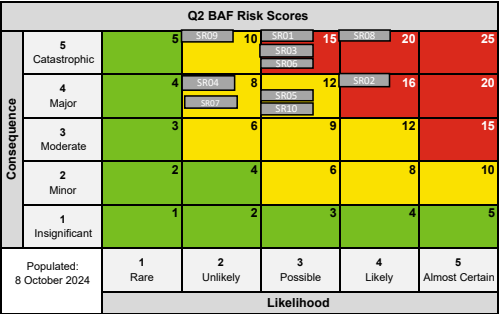 Q2 BAF Risk Scores
Consequence
5
Catastrophic
5
SR09
10
SR01
15
SR03
SR06
SR08
20
25
4
Major
4
SR04
8
SR07
12
SR05
SR10
SR02
16
20
3
Moderate
3
6
9
12
15
2
Minor
2
4
6
8
10
1
Insignificant
1
2
3
4
5
Populated:
8 October 2024
1
Rare
2
Unlikely
3
Possible
4
Likely
5
Almost Certain
Likelihood